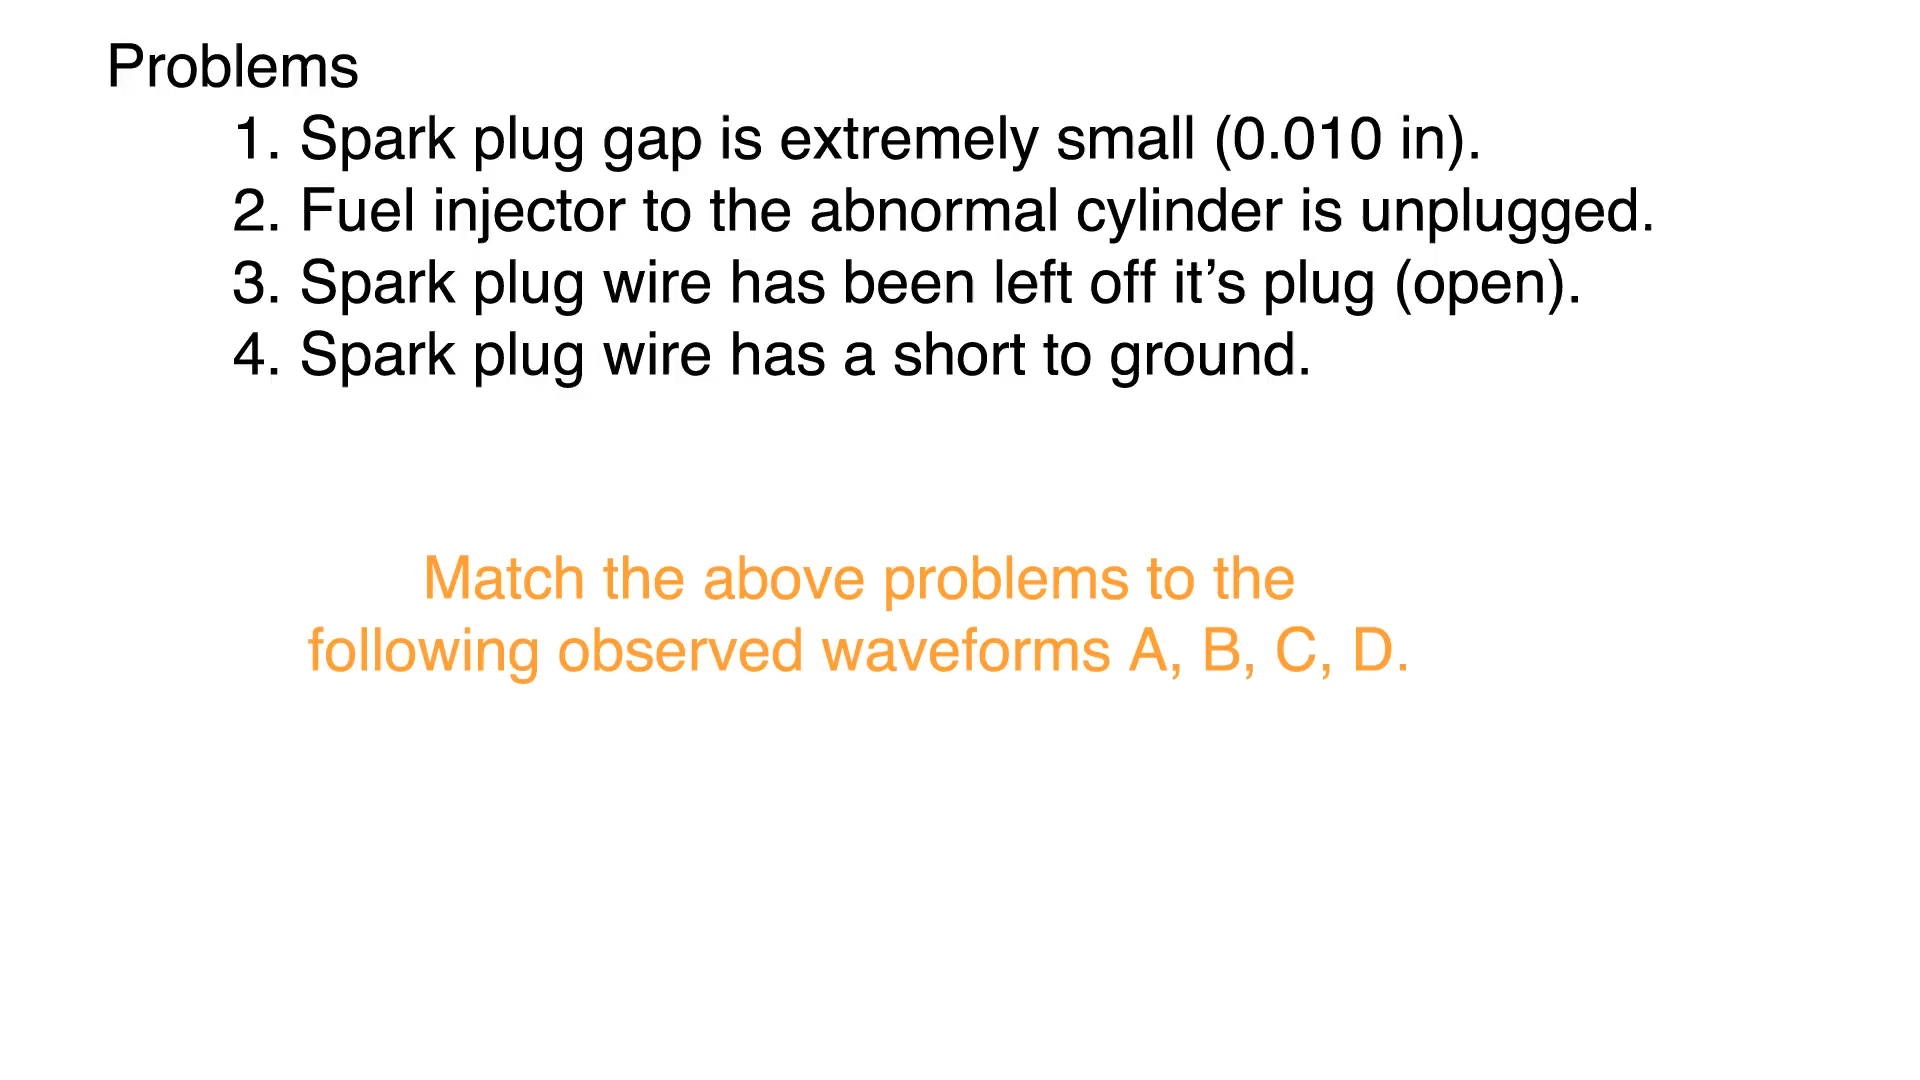 Problems
1. Spark plug gap is extremely small (0.010 in).
2. Fuel injector to the abnormal cylinder is unplugged.
3. Spark plug wire has been left off it’s plug (open).
4. Spark plug wire has a short to ground.
Match the above problems to the
following observed waveforms A, B, C, D.